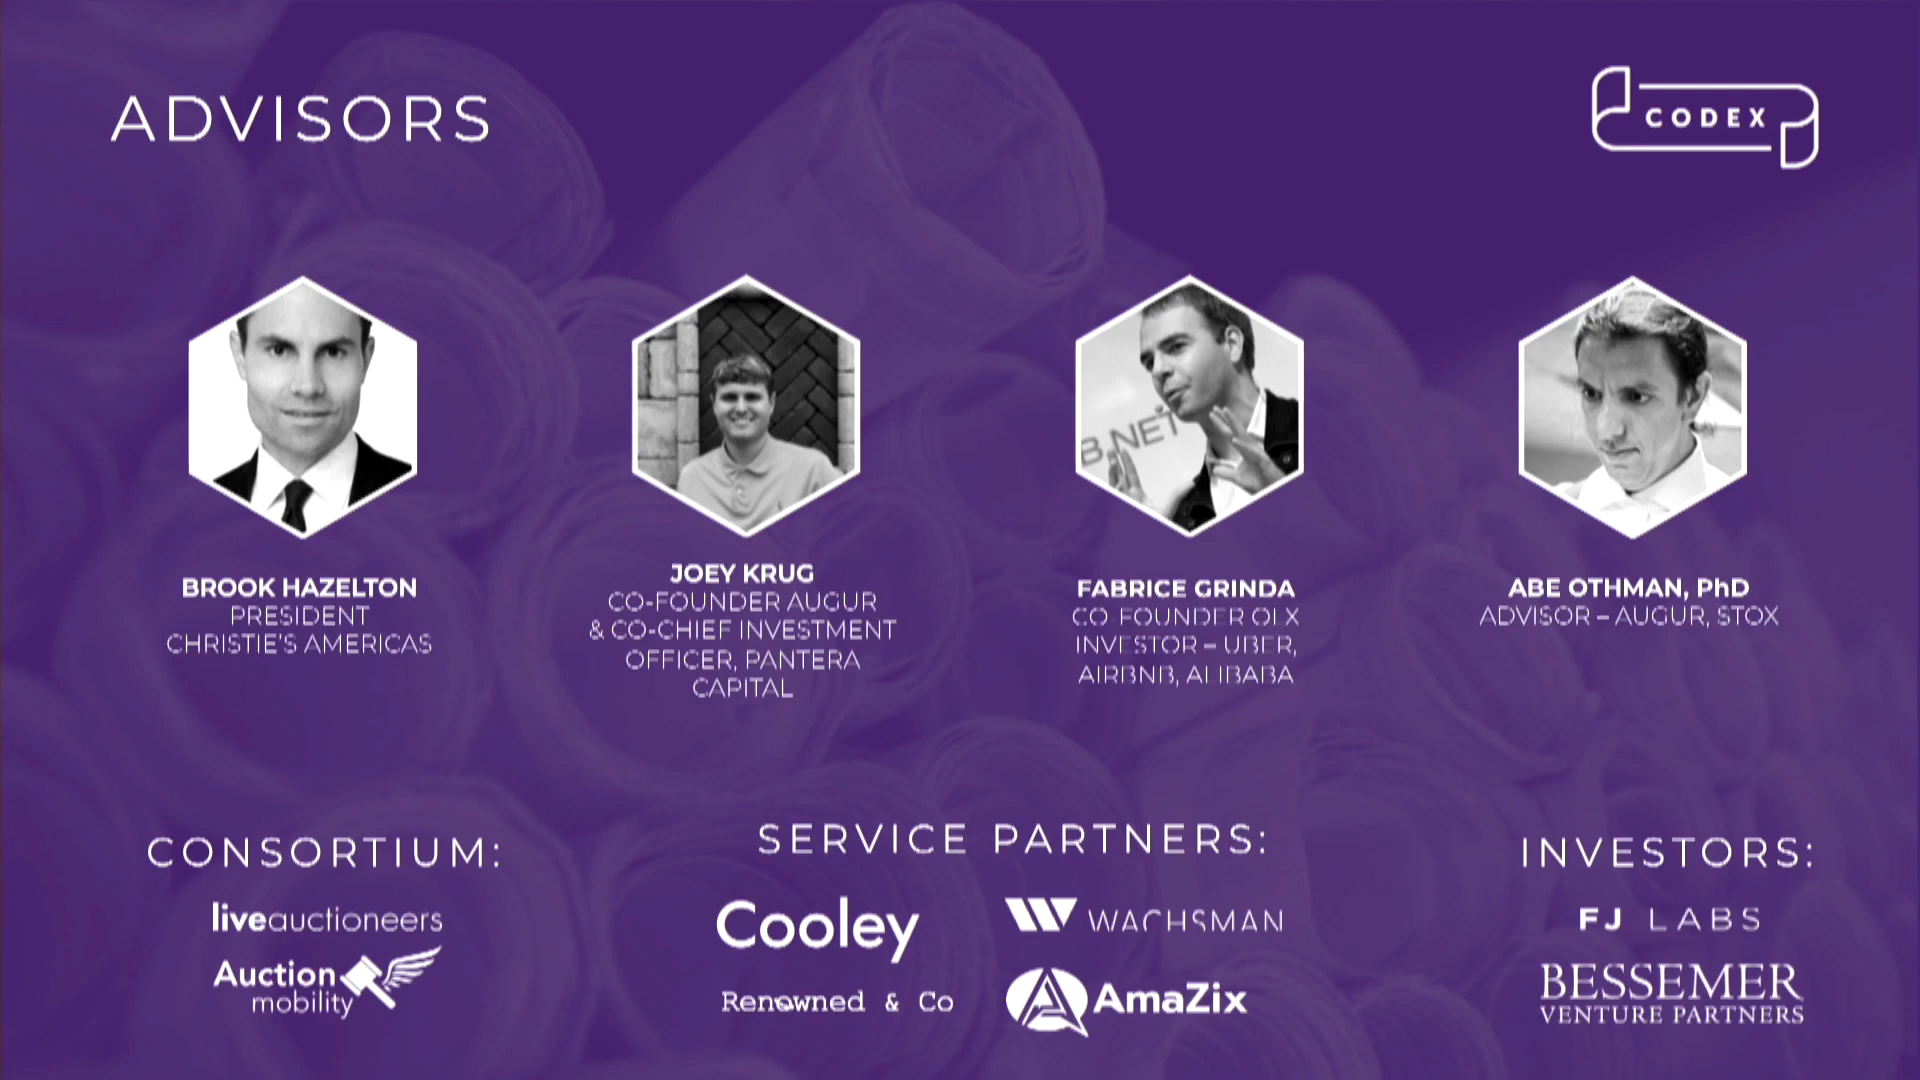 ADVISORS
CODEX
B.NET
BROOK HAZELTON
PRESIDENT
CHRISTIE'S AMERICAS
JOEY KRUG
CO-FOUNDER AUGUR
& CO-CHIEF INVESTMENT
OFFICER, PANTERA
CAPITAL
FABRICE GRINDA
CO-FOUNDER OLX
INVESTOR – UBER,
AIRBNB, ALIBABA
ABE OTHMAN, PhD
ADVISOR – AUGUR, STOX
CONSORTIUM:
liveauctioneers
Auction
mobility
SERVICE PARTNERS:
Cooley
WACHSMAN
Renowned & Co
AmaZix
INVESTORS:
FJ LABS
BESSEMER
VENTURE PARTNERS